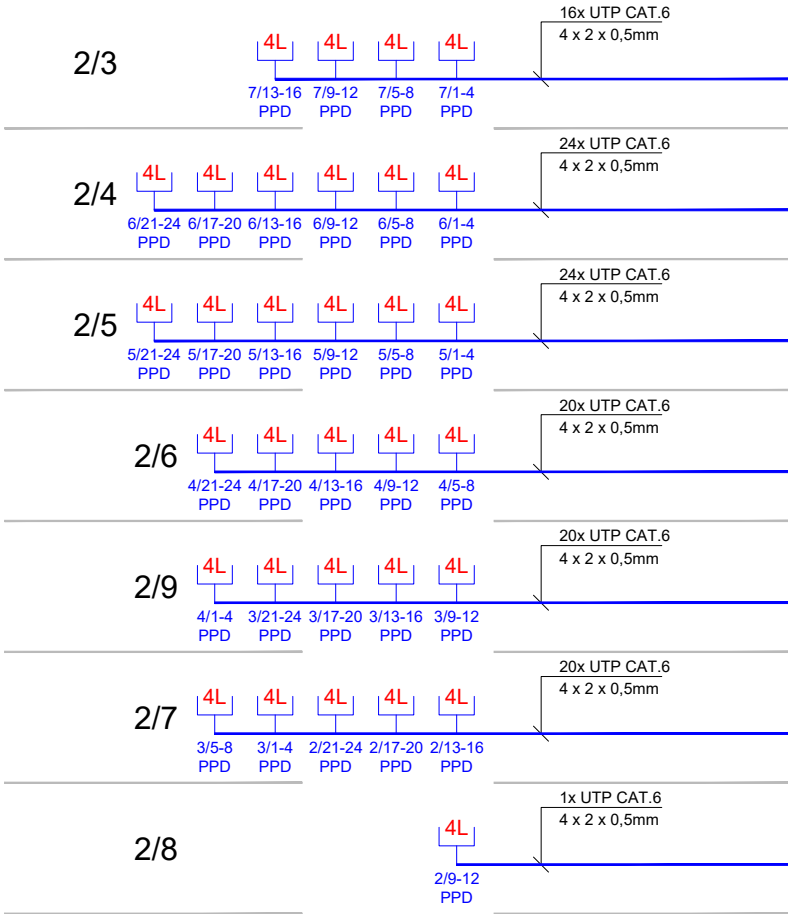 16x UTP CAT.6
4 x 2 x 0,5mm
2/3
4L 4L 4L 4L
7/13-16 7/9-12 7/5-8 7/1-4
PPD PPD PPD PPD
24x UTP CAT.6
4 x 2 x 0,5mm
2/4
4L 4L 4L 4L 4L 4L
6/21-24 6/17-20 6/13-16 6/9-12 6/5-8 6/1-4
PPD PPD PPD PPD PPD PPD
24x UTP CAT.6
4 x 2 x 0,5mm
2/5
4L 4L 4L 4L 4L 4L
5/21-24 5/17-20 5/13-16 5/9-12 5/5-8 5/1-4
PPD PPD PPD PPD PPD PPD
20x UTP CAT.6
4 x 2 x 0,5mm
2/6
4L 4L 4L 4L 4L
4/21-24 4/17-20 4/13-16 4/9-12 4/5-8
PPD PPD PPD PPD PPD
20x UTP CAT.6
4 x 2 x 0,5mm
2/9
4L 4L 4L 4L 4L
4/1-4 3/21-24 3/17-20 3/13-16 3/9-12
PPD PPD PPD PPD PPD
20x UTP CAT.6
4 x 2 x 0,5mm
2/7
4L 4L 4L 4L 4L
3/5-8 3/1-4 2/21-24 2/17-20 2/13-16
PPD PPD PPD PPD PPD
1x UTP CAT.6
4 x 2 x 0,5mm
2/8
4L
2/9-12
PPD